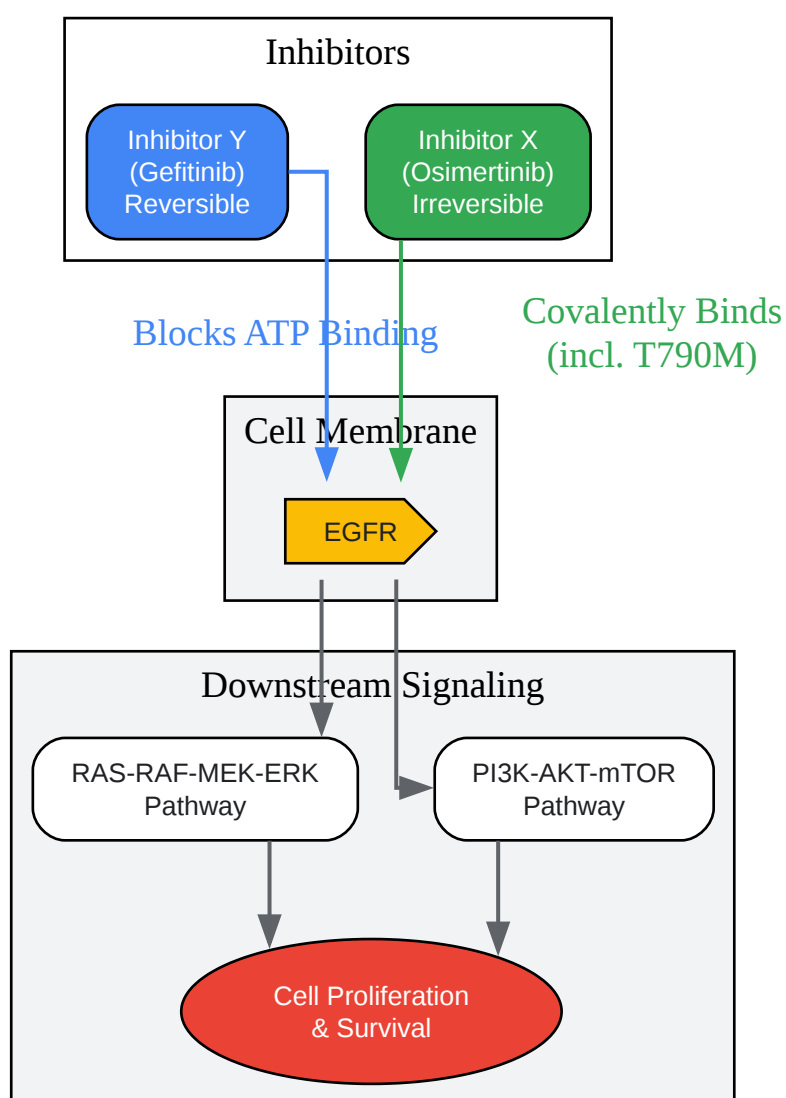 Inhibitors
Inhibitor Y
(Gefitinib)
Reversible
Inhibitor X
(Osimertinib)
Irreversible
Blocks ATP Binding
Covalently Binds
(incl. T790M)
Cell Membrane
EGFR
Downstream Signaling
RAS-RAF-MEK-ERK
Pathway
PI3K-AKT-mTOR
Pathway
Cell Proliferation
& Survival